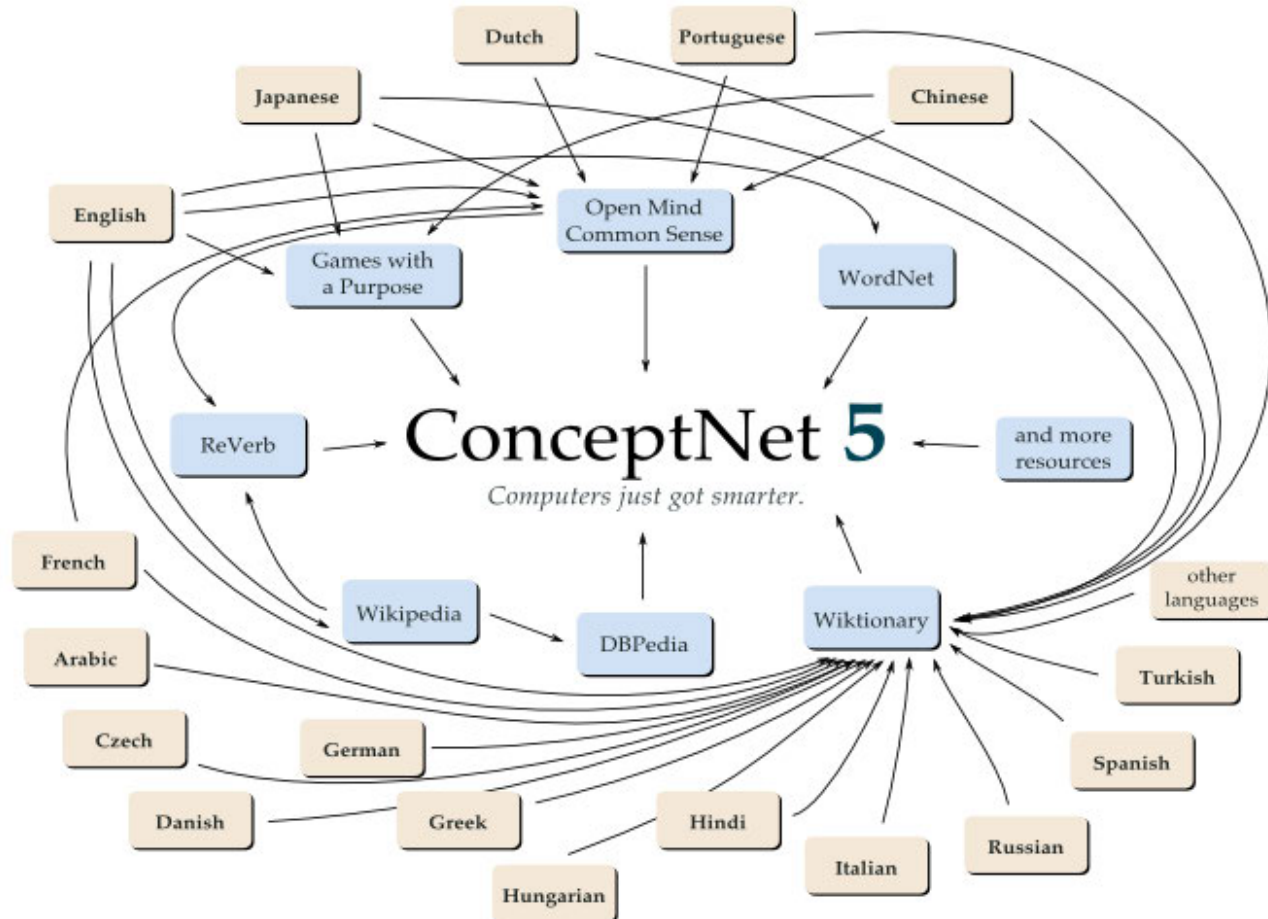 Dutch
Portuguese
Japanese
Chinese
English
Open Mind
Common Sense
Games with
a Purpose
WordNet
ConceptNet 5
Computers just got smarter.
ReVerb
and more
resources
French
Wikipedia
DBPedia
Wiktionary
other
languages
Arabic
Turkish
Czech
German
Spanish
Danish
Greek
Hindi
Russian
Italian
Hungarian